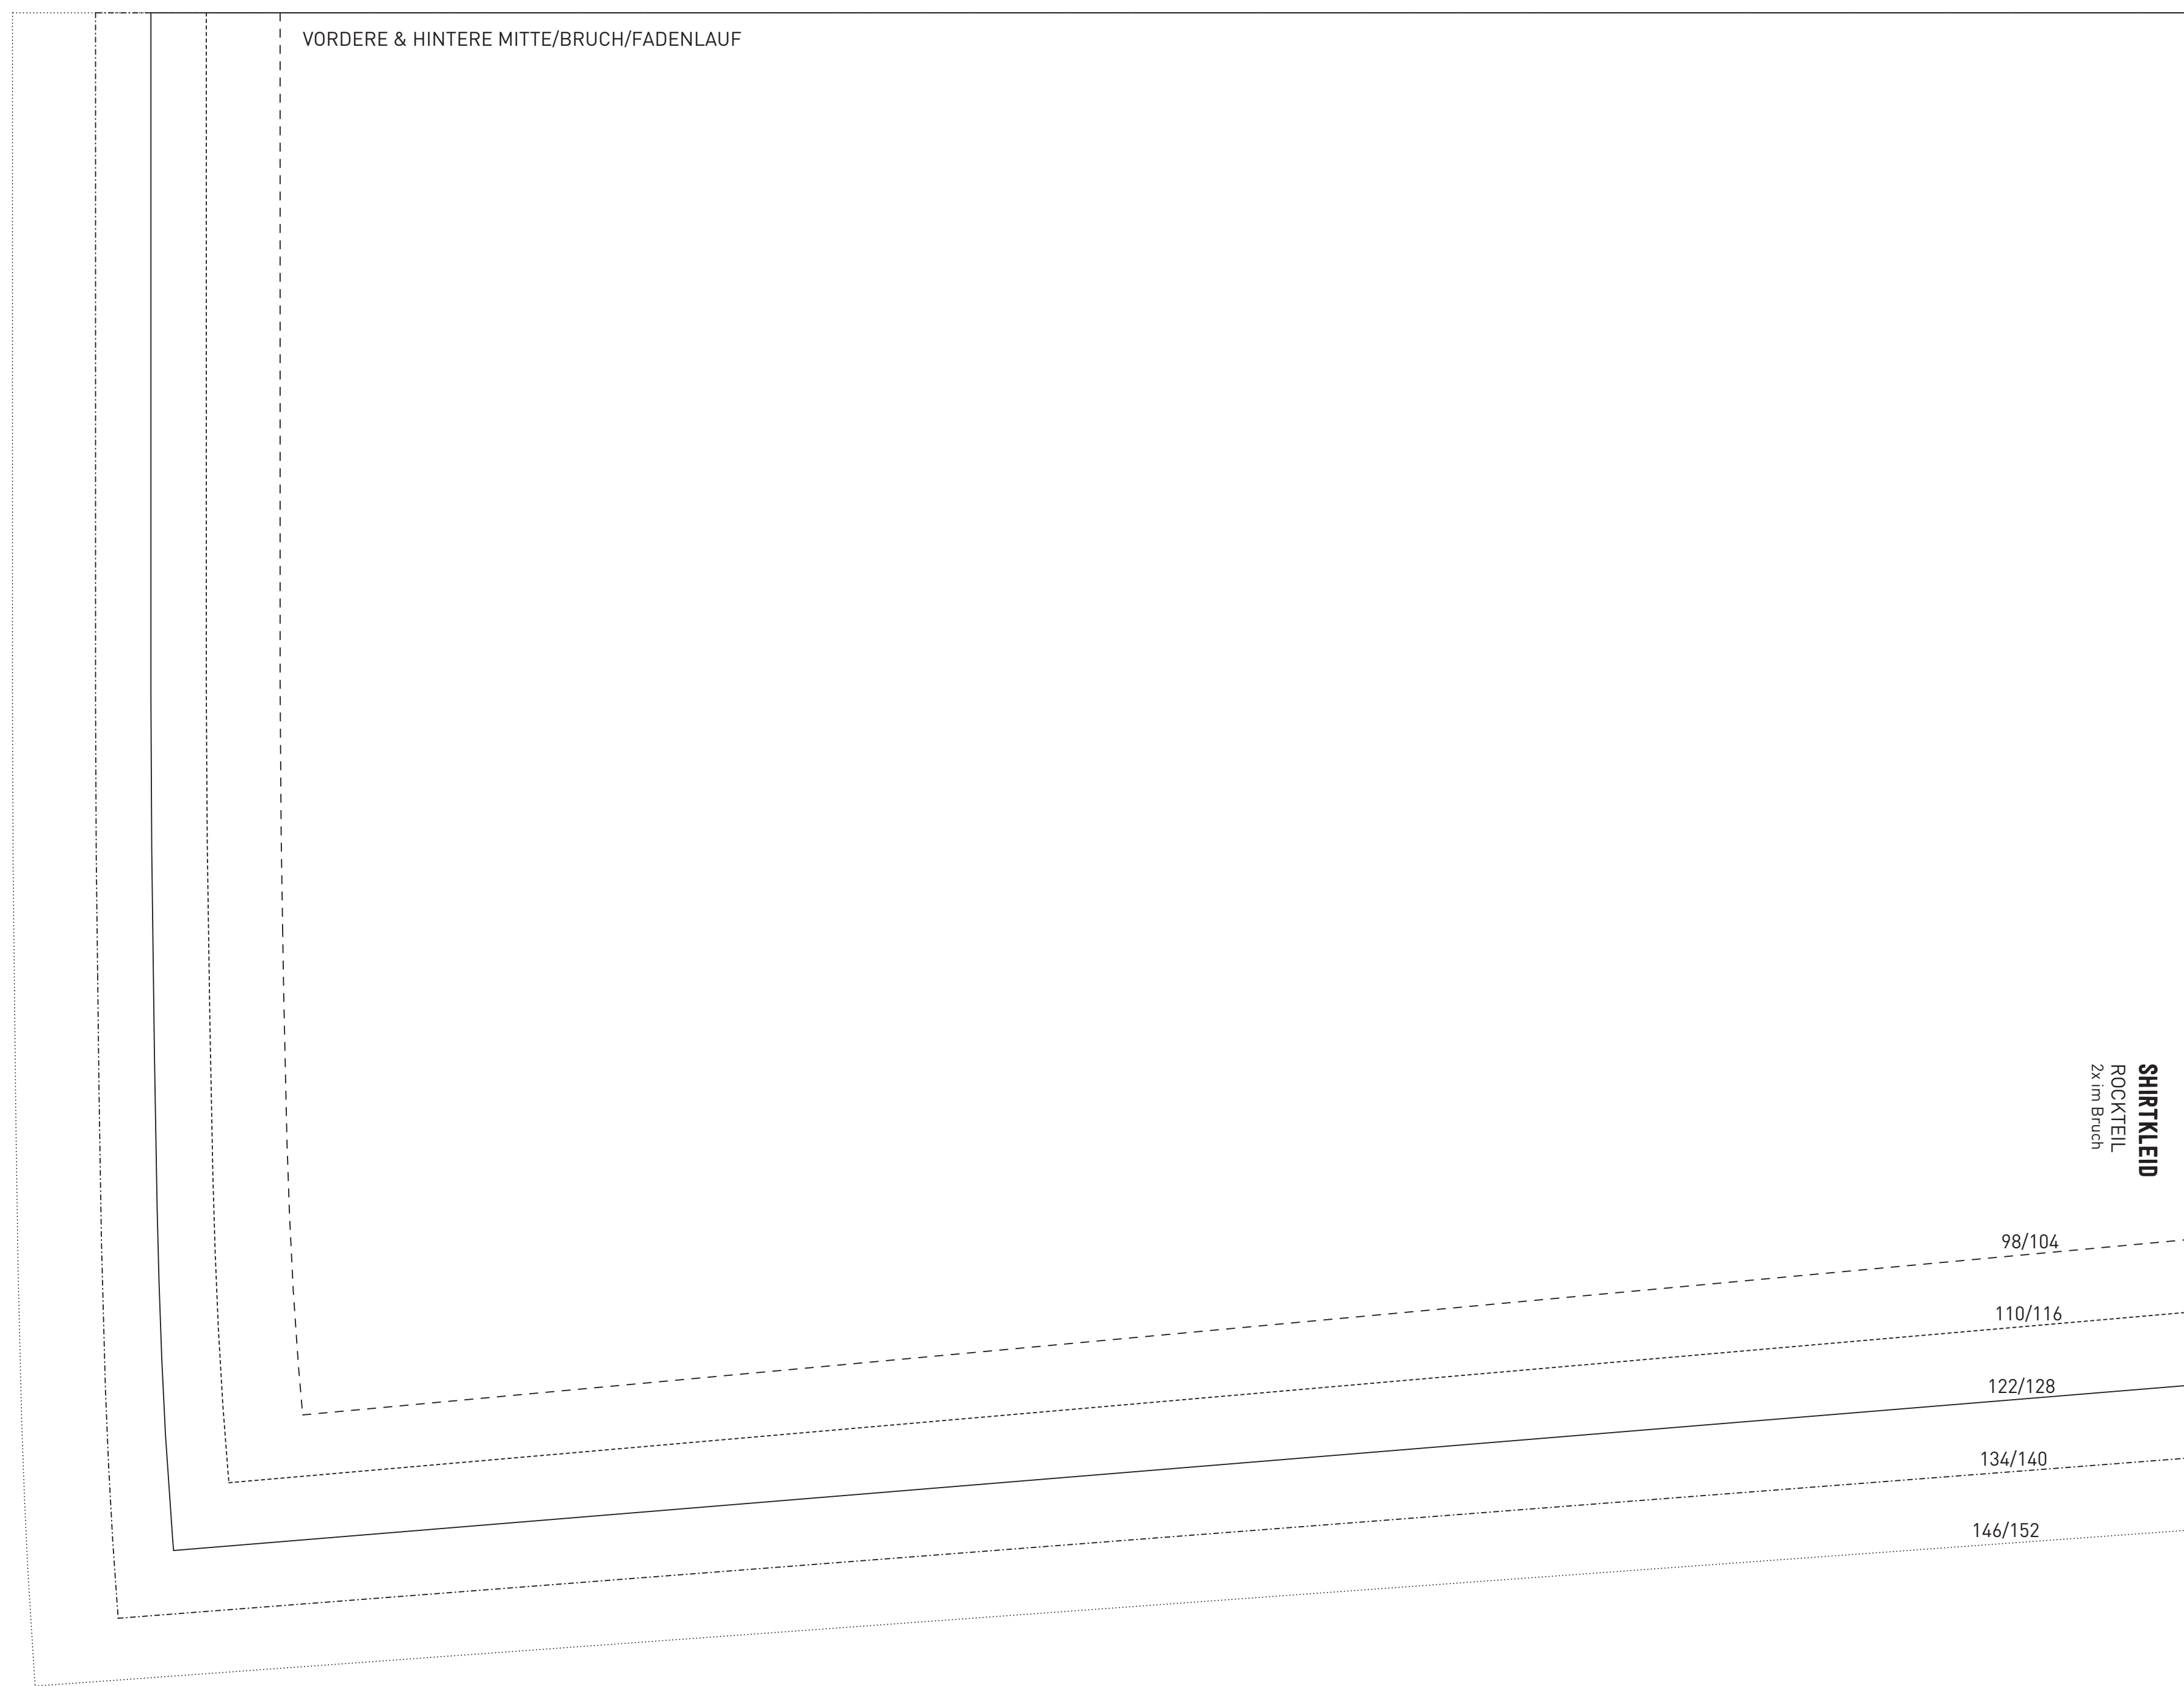 VORDERE & HINTERE MITTE/BRUCH/FADENLAUF
SHIRTKLEID
ROCKTEIL
2x im Bruch
98/104
110/116
122/128
134/140
146/152